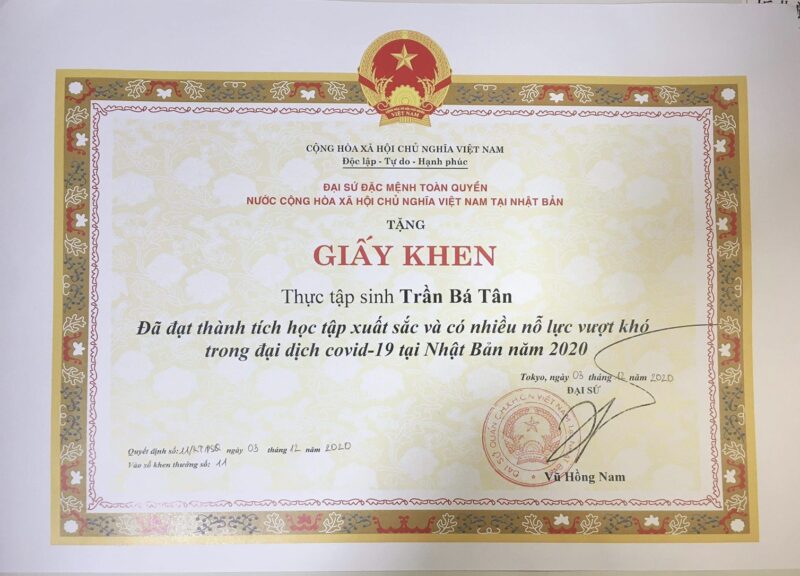 CỘNG HÒA XÃ HỘI CHỦ NGHĨA VIỆT NAM
Độc lập - Tự do - Hạnh phúc
ĐẠI SỨ ĐẶC MỆNH TOÀN QUYỀN
NƯỚC CỘNG HÒA XÃ HỘI CHỦ NGHĨA VIỆT NAM TẠI NHẬT BẢN
TẶNG
GIẤY KHEN
Thực tập sinh Trần Bá Tân
Đã đạt thành tích học tập xuất sắc và có nhiều nỗ lực vượt khó
trong đại dịch covid-19 tại Nhật Bản năm 2020
Tokyo, ngày 03 tháng 12 năm 2020
ĐẠI SỨ
Quyết định số: ngày 03 tháng 12 năm 2020
Vào sổ khen thưởng số: 11
Vũ Hồng Nam